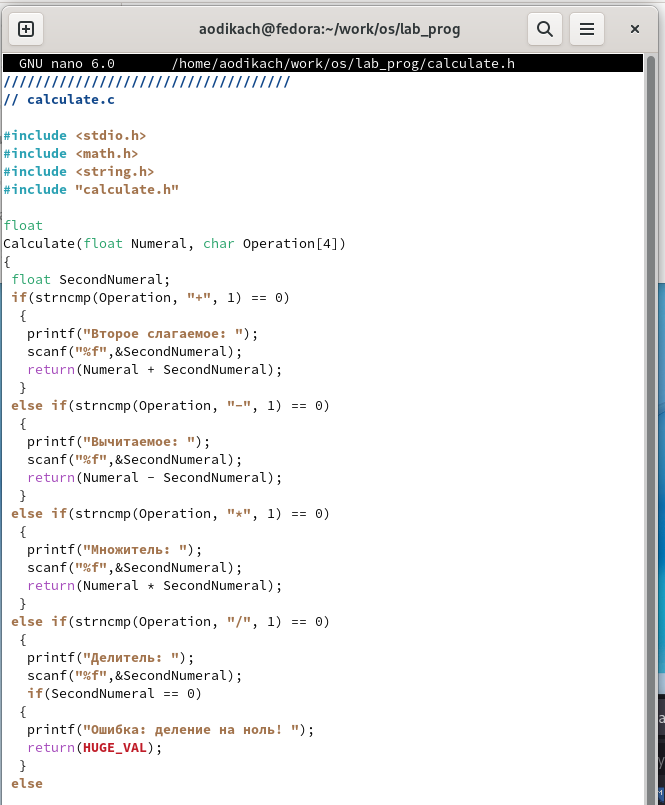 aodikach@fedora:~/work/os/lab_prog
GNU nano 6.0 /home/aodikach/work/os/lab_prog/calculate.h
////////////////////////////////////
// calculate.c
#include <stdio.h>
#include <math.h>
#include <string.h>
#include "calculate.h"
float
Calculate(float Numeral, char Operation[4])
{
 float SecondNumeral;
 if(strncmp(Operation, "+", 1) == 0)
  {
   printf("Второе слагаемое: ");
   scanf("%f",&SecondNumeral);
   return(Numeral + SecondNumeral);
  }
 else if(strncmp(Operation, "-", 1) == 0)
  {
   printf("Вычитаемое: ");
   scanf("%f",&SecondNumeral);
   return(Numeral - SecondNumeral);
  }
 else if(strncmp(Operation, "*", 1) == 0)
  {
   printf("Множитель: ");
   scanf("%f",&SecondNumeral);
   return(Numeral * SecondNumeral);
  }
 else if(strncmp(Operation, "/", 1) == 0)
  {
   printf("Делитель: ");
   scanf("%f",&SecondNumeral);
   if(SecondNumeral == 0)
  {
   printf("Ошибка: деление на ноль! ");
   return(HUGE_VAL);
  }
 else